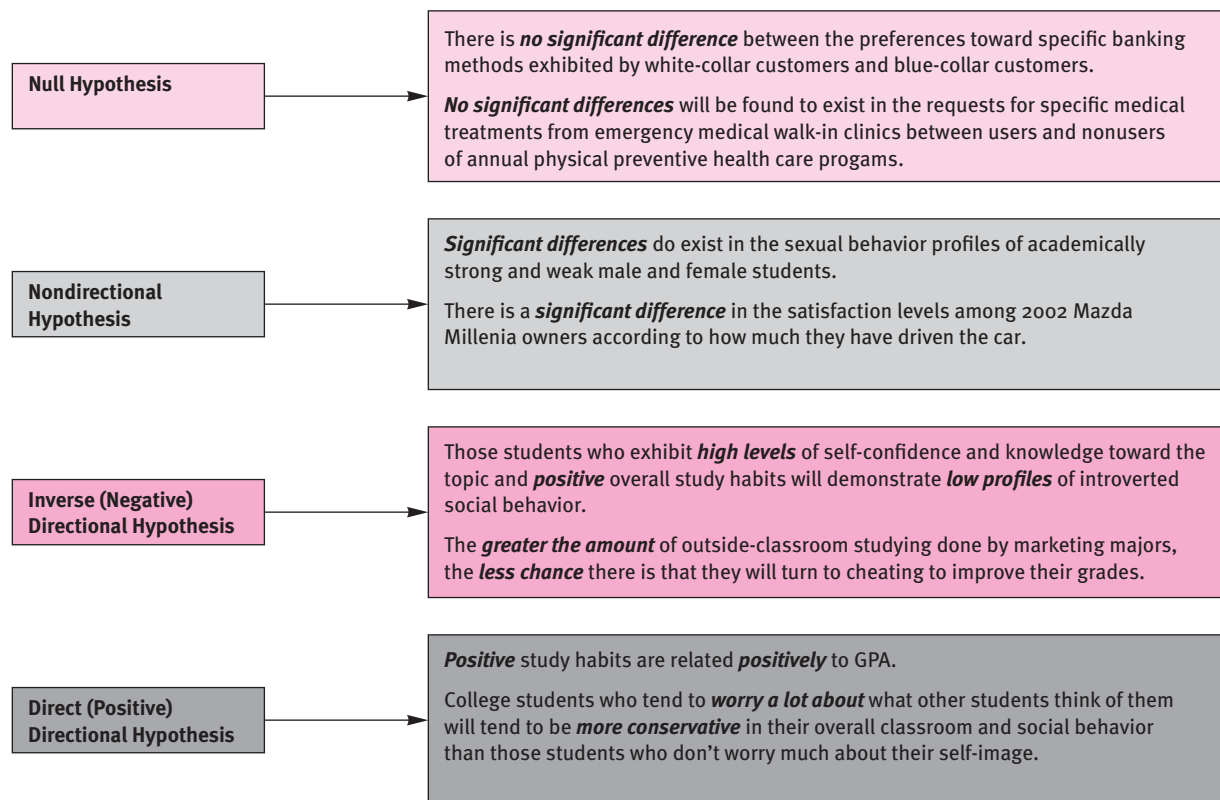 Null Hypothesis
There is no significant difference between the preferences toward specific banking
methods exhibited by white-collar customers and blue-collar customers.
No significant differences will be found to exist in the requests for specific medical
treatments from emergency medical walk-in clinics between users and nonusers
of annual physical preventive health care progams.
Nondirectional
Hypothesis
Significant differences do exist in the sexual behavior profiles of academically
strong and weak male and female students.
There is a significant difference in the satisfaction levels among 2002 Mazda
Millenia owners according to how much they have driven the car.
Inverse (Negative)
Directional Hypothesis
Those students who exhibit high levels of self-confidence and knowledge toward the
topic and positive overall study habits will demonstrate low profiles of introverted
social behavior.
The greater the amount of outside-classroom studying done by marketing majors,
the less chance there is that they will turn to cheating to improve their grades.
Direct (Positive)
Directional Hypothesis
Positive study habits are related positively to GPA.
College students who tend to worry a lot about what other students think of them
will tend to be more conservative in their overall classroom and social behavior
than those students who don't worry much about their self-image.